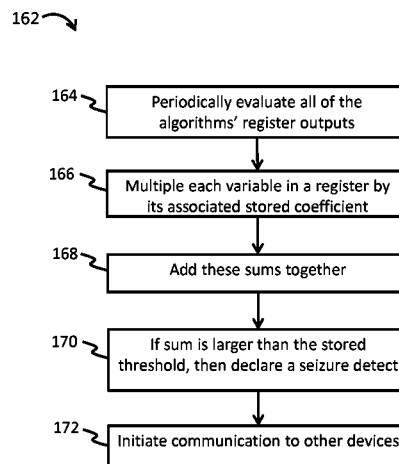 162
164
Periodically evaluate all of the
algorithms' register outputs
166
Multiple each variable in a register by
its associated stored coefficient
168
Add these sums together
170
If sum is larger than the stored
threshold, then declare a seizure detect
172
Initiate communication to other devices